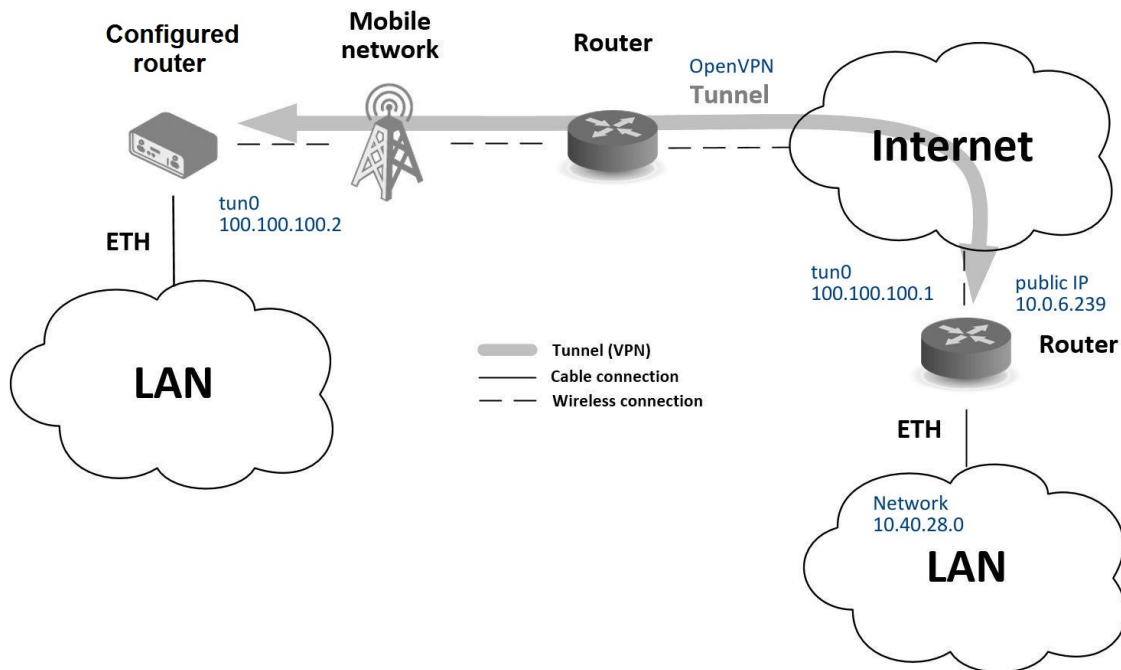 Configured
router
Mobile
network
Router
OpenVPN
Tunnel
Internet
tun0
100.100.100.2
ETH
LAN
tun0
100.100.100.1
public IP
10.0.6.239
Router
Tunnel (VPN)
Cable connection
Wireless connection
ETH
Network
10.40.28.0
LAN